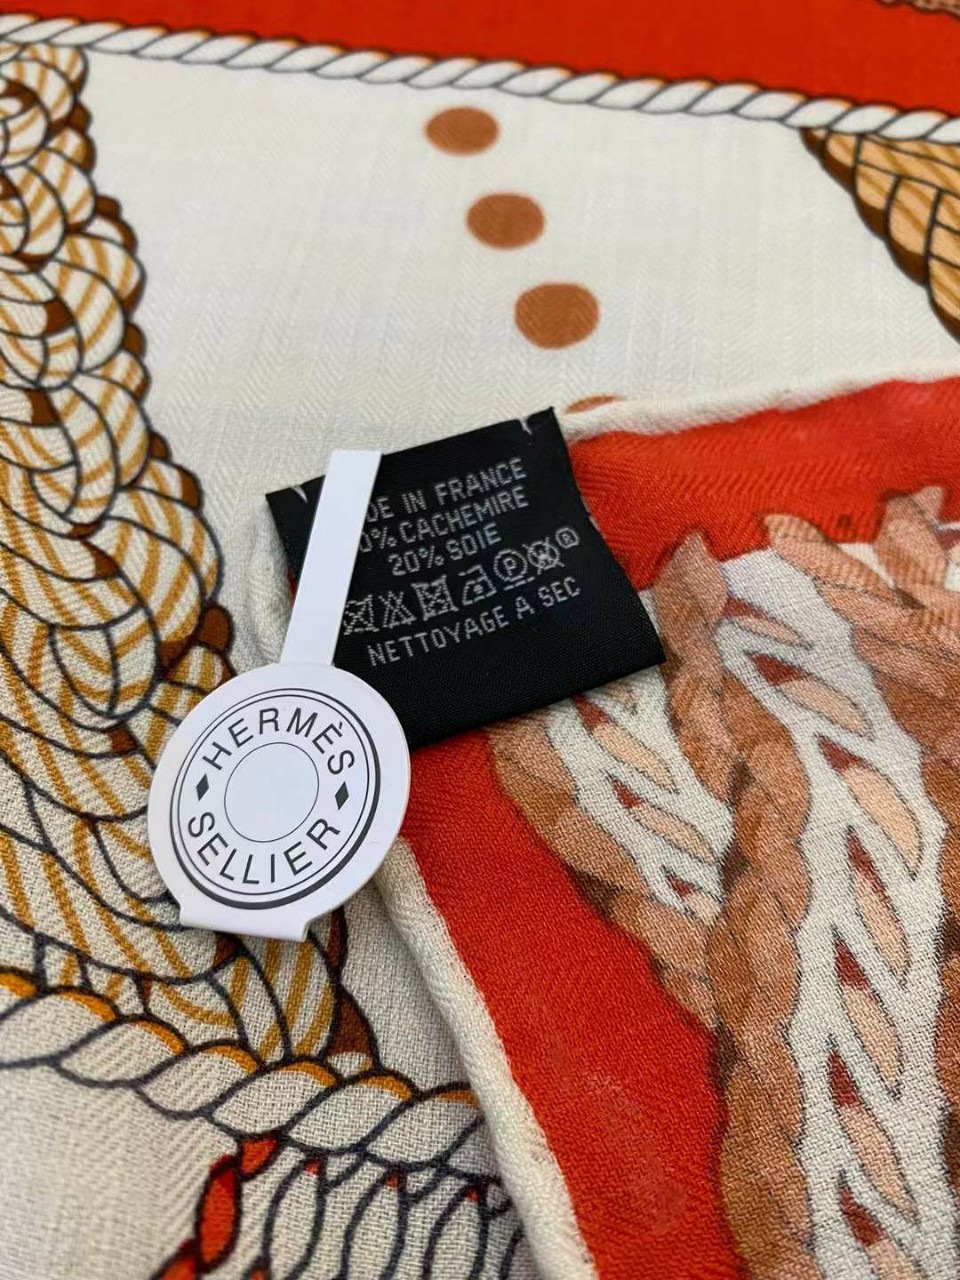 DE IN FRANCE
0% CACHEMIRE
20% SOIE
P ®
NETTOYAGE A SEC
HERMÈS
SELLIER